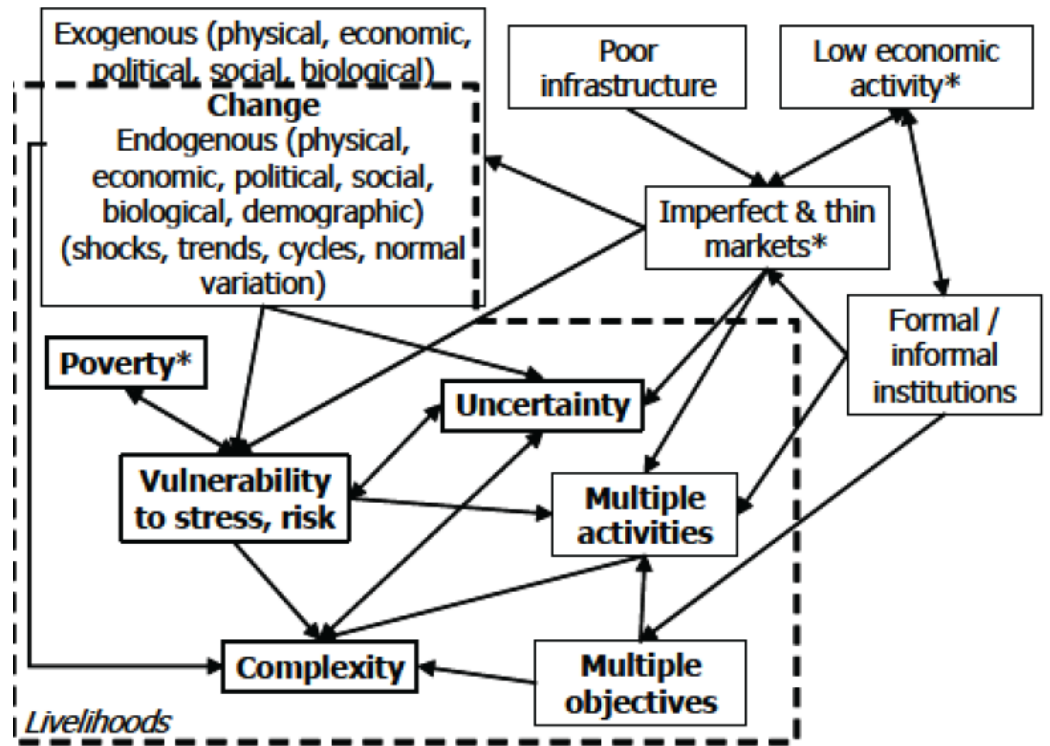 Exogenous (physical, economic,
political, social, biological)
Change
Endogenous (physical,
economic, political, social,
biological, demographic)
(shocks, trends, cycles, normal
variation)
Poor
infrastructure
Low economic
activity*
Imperfect & thin
markets*
Formal /
informal
institutions
Poverty*
Uncertainty
Vulnerability
to stress, risk
Multiple
activities
Complexity
Multiple
objectives
Livelihoods